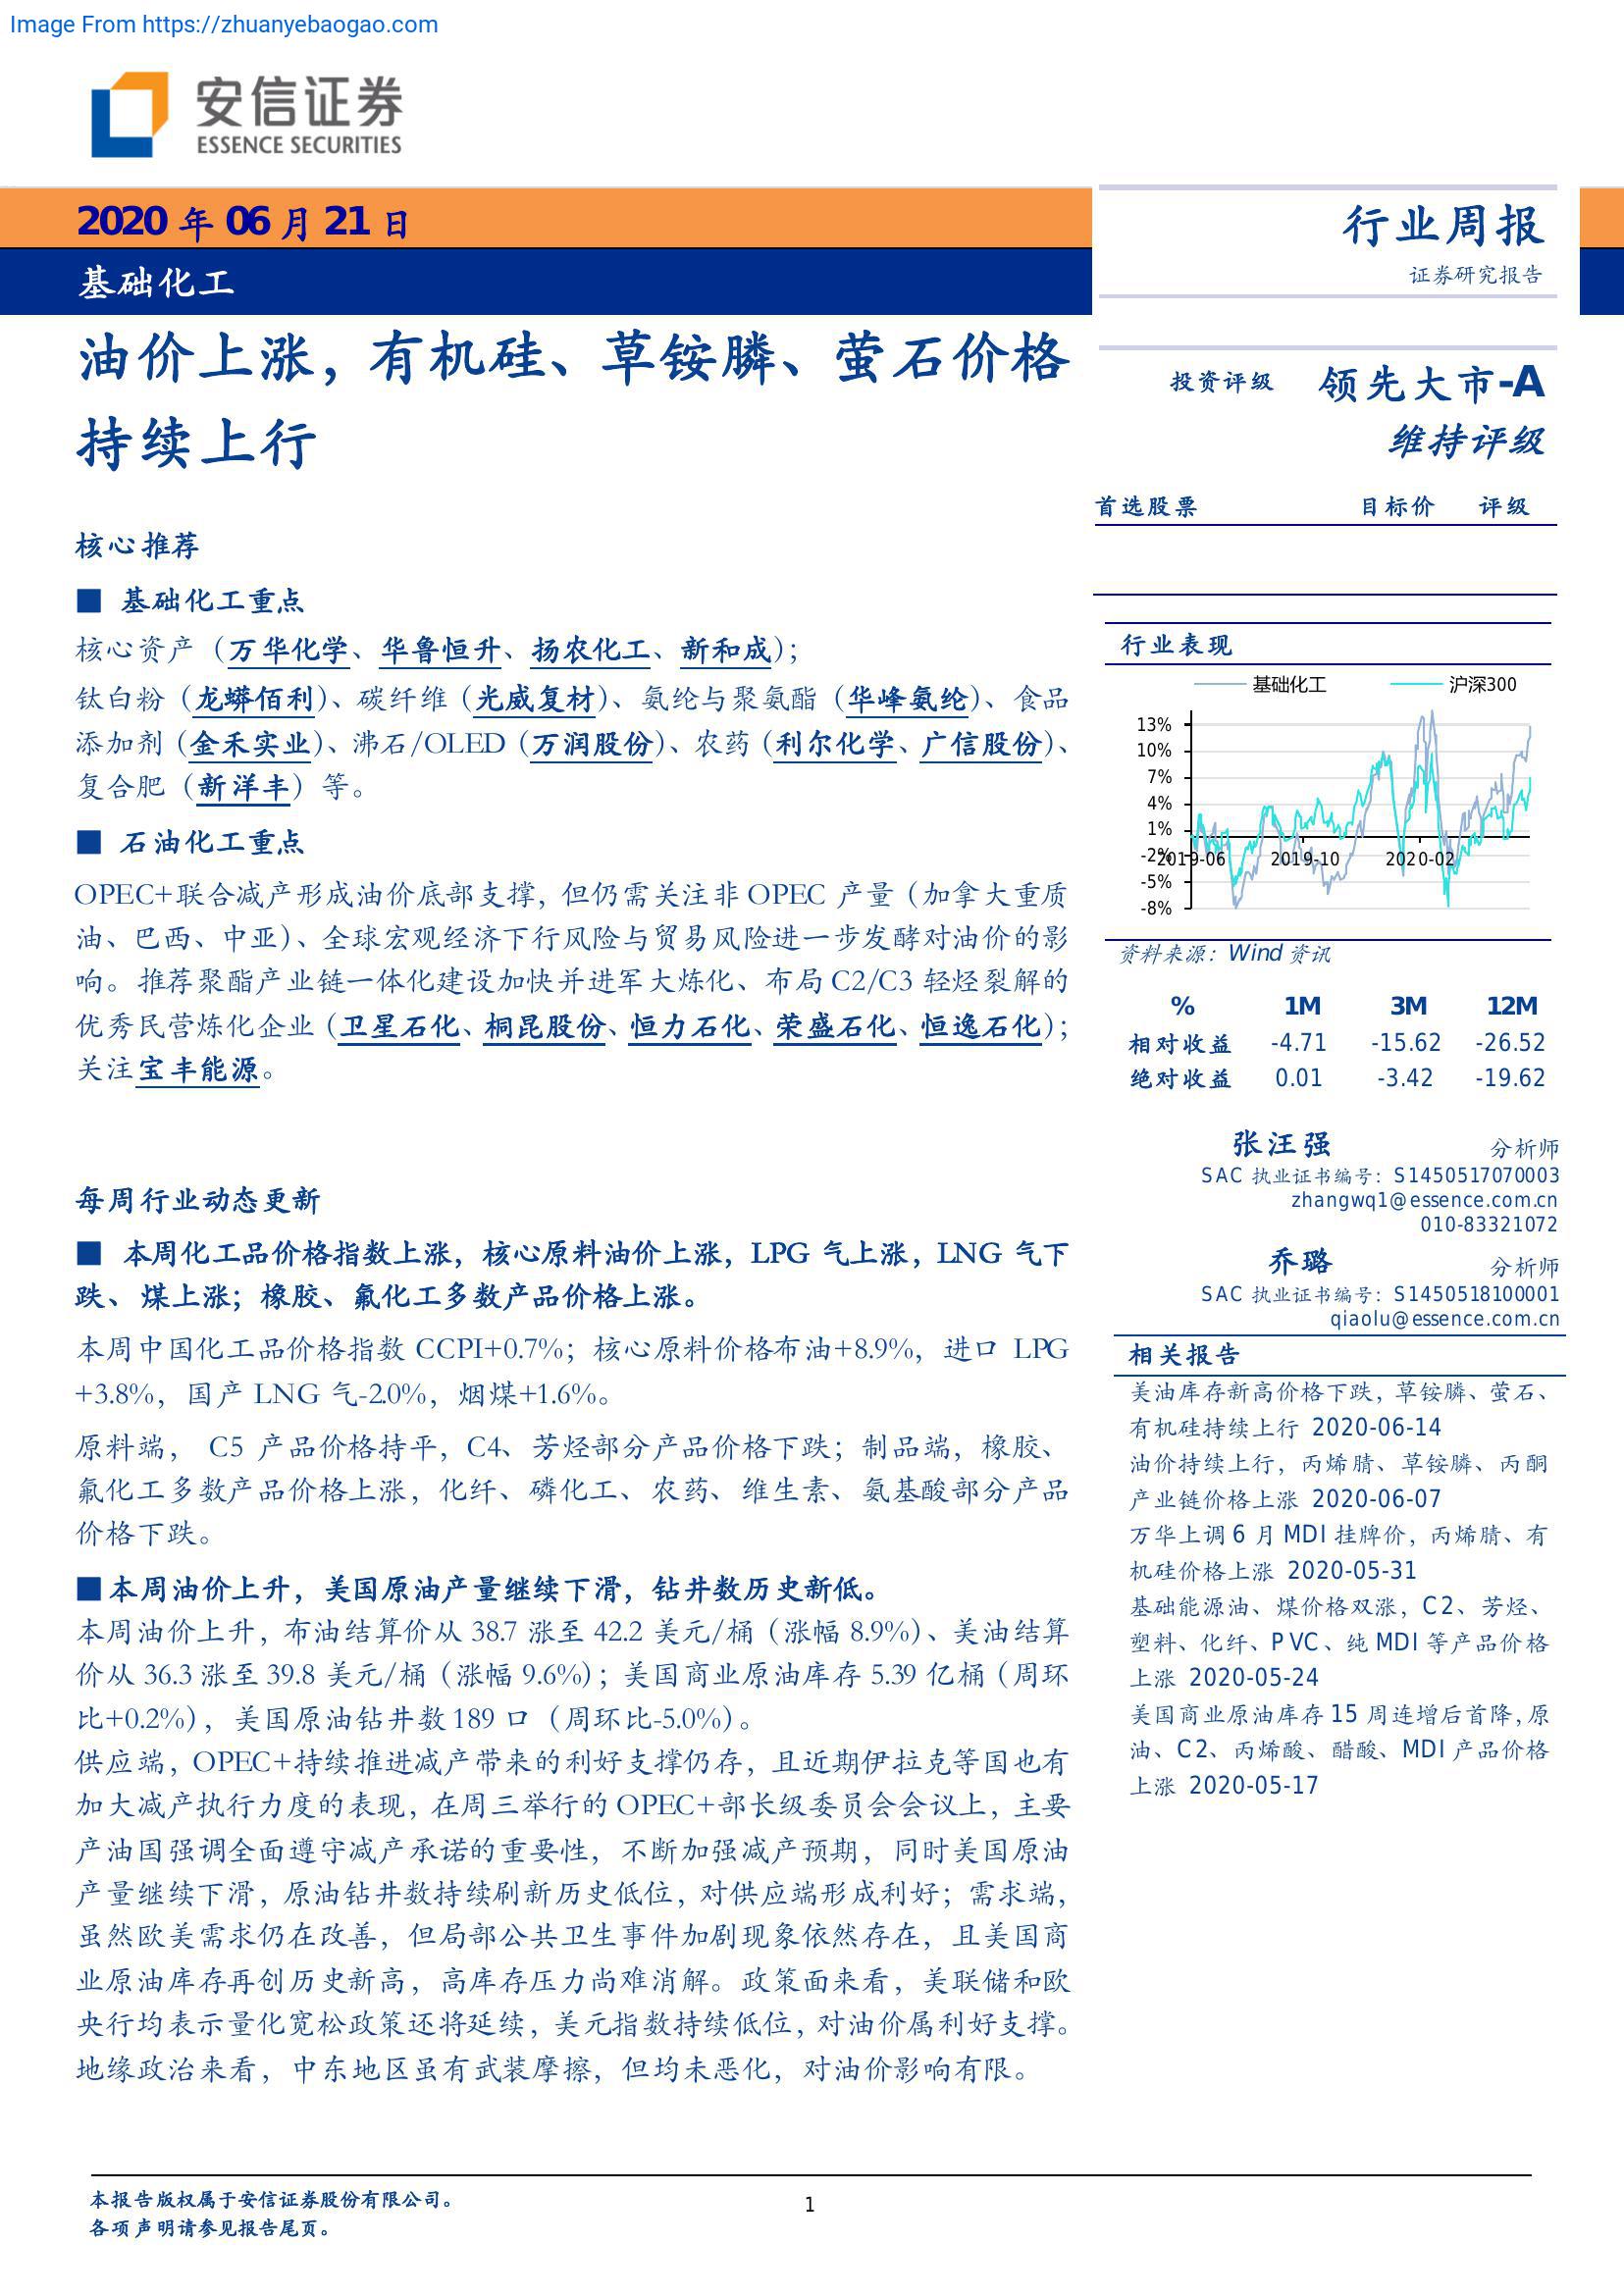 Image From https://zhuanyebaogao.com
安信证券
ESSENCE SECURITIES
2020 年 06 月 21 日
基础化工
油价上涨，有机硅、草铵膦、萤石价格
持续上行
核心推荐
■ 基础化工重点
核心资产（万华化学、华鲁恒升、扬农化工、新和成）；
钛白粉（龙蟒佰利）、碳纤维（光威复材）、氨纶与聚氨酯（华峰氨纶）、食品
添加剂（金禾实业）、沸石/OLED（万润股份）、农药（利尔化学、广信股份）、
复合肥（新洋丰）等。
■ 石油化工重点
OPEC+联合减产形成油价底部支撑，但仍需关注非 OPEC 产量（加拿大重质
油、巴西、中亚）、全球宏观经济下行风险与贸易风险进一步发酵对油价的影
响。推荐聚酯产业链一体化建设加快并进军大炼化、布局 C2/C3 轻烃裂解的
优秀民营炼化企业（卫星石化、桐昆股份、恒力石化、荣盛石化、恒逸石化）；
关注宝丰能源。
每周行业动态更新
■ 本周化工品价格指数上涨，核心原料油价上涨，LPG 气上涨，LNG 气下
跌、煤上涨；橡胶、氟化工多数产品价格上涨。
本周中国化工品价格指数 CCPI+0.7%；核心原料价格布油+8.9%，进口 LPG
+3.8%，国产 LNG 气-2.0%，烟煤+1.6%。
原料端， C5 产品价格持平，C4、芳烃部分产品价格下跌；制品端，橡胶、
氟化工多数产品价格上涨，化纤、磷化工、农药、维生素、氨基酸部分产品
价格下跌。
■ 本周油价上升，美国原油产量继续下滑，钻井数历史新低。
本周油价上升，布油结算价从 38.7 涨至 42.2 美元/桶（涨幅 8.9%）、美油结算
价从 36.3 涨至 39.8 美元/桶（涨幅 9.6%）；美国商业原油库存 5.39 亿桶（周环
比+0.2%），美国原油钻井数 189 口（周环比-5.0%）。
供应端，OPEC+持续推进减产带来的利好支撑仍存，且近期伊拉克等国也有
加大减产执行力度的表现，在周三举行的 OPEC+部长级委员会会议上，主要
产油国强调全面遵守减产承诺的重要性，不断加强减产预期，同时美国原油
产量继续下滑，原油钻井数持续刷新历史低位，对供应端形成利好；需求端，
虽然欧美需求仍在改善，但局部公共卫生事件加剧现象依然存在，且美国商
业原油库存再创历史新高，高库存压力尚难消解。政策面来看，美联储和欧
央行均表示量化宽松政策还将延续，美元指数持续低位，对油价属利好支撑。
地缘政治来看，中东地区虽有武装摩擦，但均未恶化，对油价影响有限。
行业周报
证券研究报告
投资评级 领先大市-A
维持评级
首选股票 目标价 评级
行业表现
基础化工 沪深300
13%
10%
7%
4%
1%
-2%
-5%
-8%
2019-06 2019-10 2020-02
资料来源：Wind 资讯
% 1M 3M 12M
相对收益 -4.71 -15.62 -26.52
绝对收益 0.01 -3.42 -19.62
张汪强 分析师
SAC 执业证书编号：S1450517070003
zhangwq1@essence.com.cn
010-83321072
乔璐 分析师
SAC 执业证书编号：S1450518100001
qiaolu@essence.com.cn
相关报告
美油库存新高价格下跌，草铵膦、萤石、
有机硅持续上行 2020-06-14
油价持续上行，丙烯腈、草铵膦、丙酮
产业链价格上涨 2020-06-07
万华上调 6 月 MDI 挂牌价，丙烯腈、有
机硅价格上涨 2020-05-31
基础能源油、煤价格双涨，C2、芳烃、
塑料、化纤、PVC、纯 MDI 等产品价格
上涨 2020-05-24
美国商业原油库存 15 周连增后首降，原
油、C2、丙烯酸、醋酸、MDI 产品价格
上涨 2020-05-17
本报告版权属于安信证券股份有限公司。
各项声明请参见报告尾页。
1